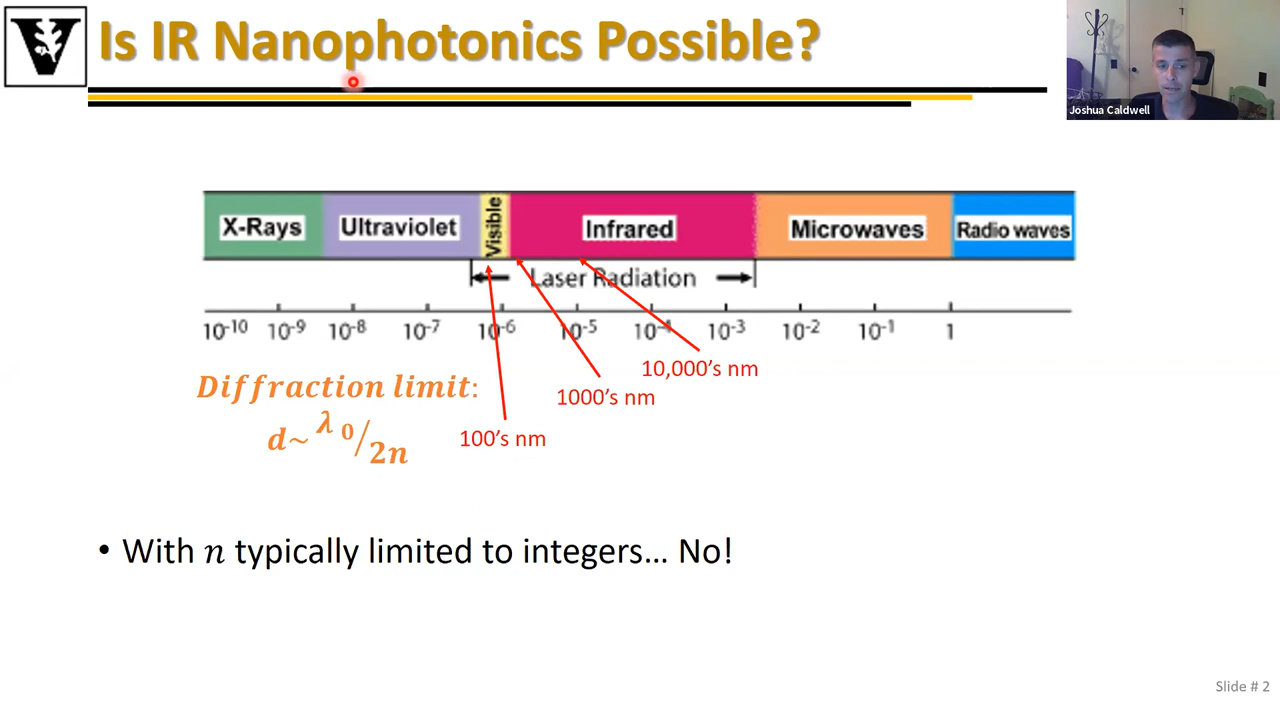 Is IR Nanophotonics Possible?
Joshua Caldwell
X-Rays Ultraviolet Visible Infrared Microwaves Radio waves
Laser Radiation
10⁻¹⁰ 10⁻⁹ 10⁻⁸ 10⁻⁷ 10⁻⁶ 10⁻⁵ 10⁻⁴ 10⁻³ 10⁻² 10⁻¹ 1
10,000's nm
Diffraction limit:
1000's nm
d~ λ₀/2n
100's nm
• With n typically limited to integers… No!
Slide # 2